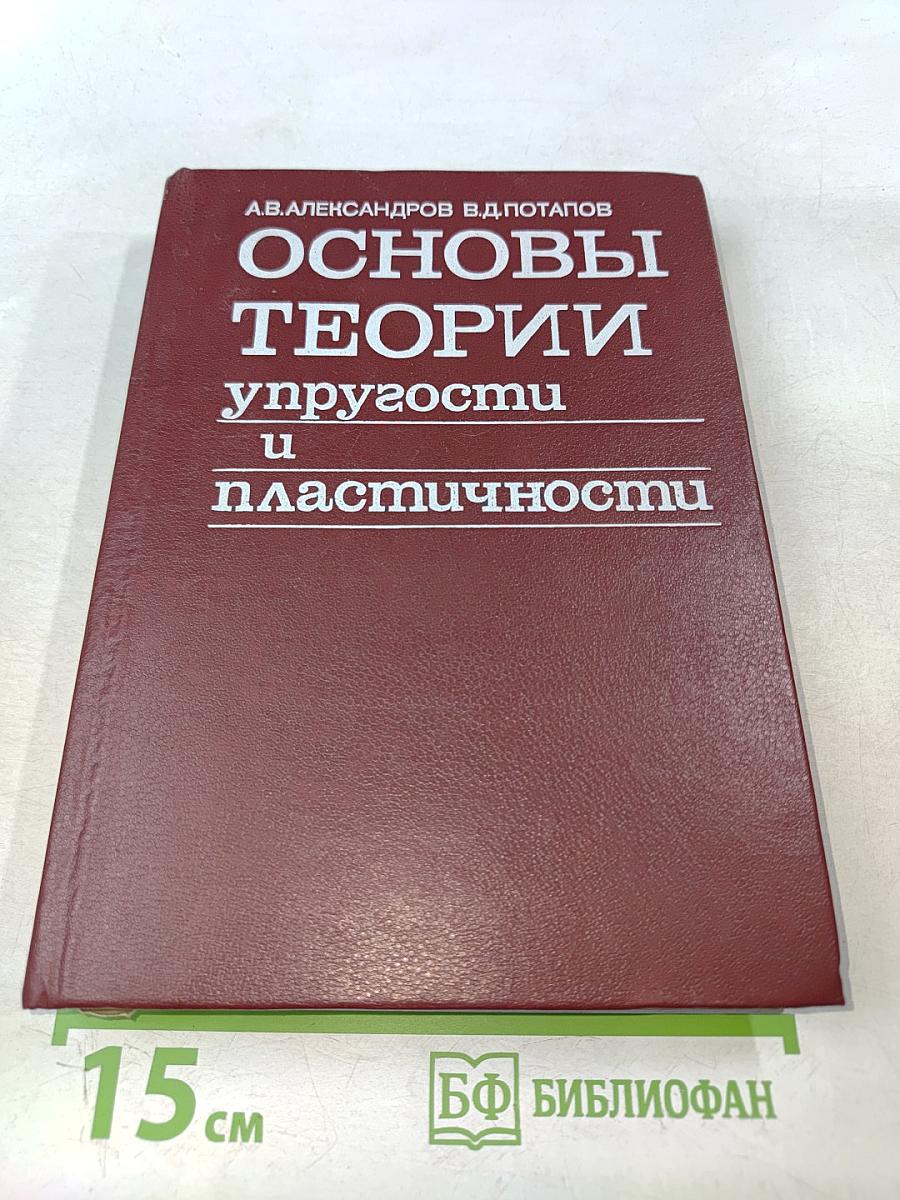 А.В.АЛЕКСАНДРОВ В.Д.ПОТАПОВ
ОСНОВЫ
ТЕОРИИ
упругости
и
пластичности
15 см
БФ БИБЛИОФАН